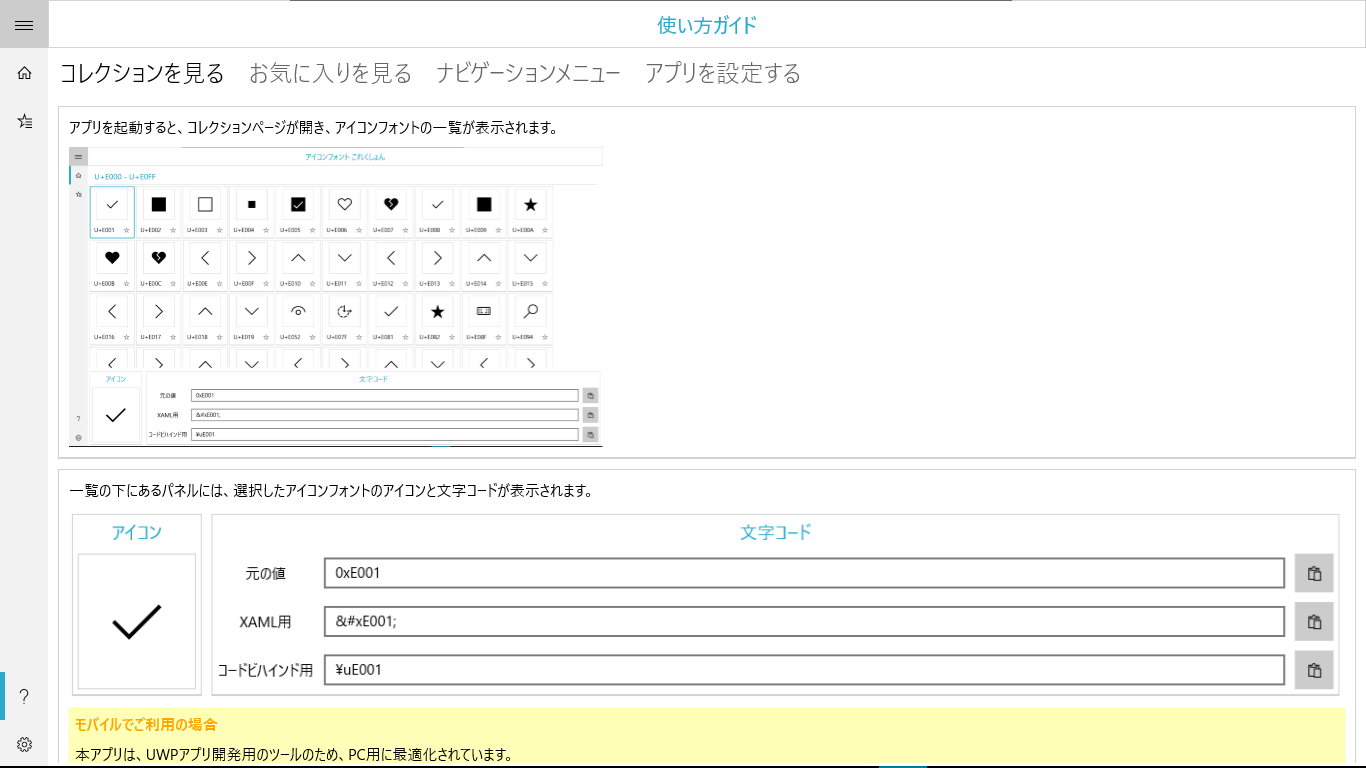 使い方ガイド
コレクションを見る お気に入りを見る ナビゲーションメニュー アプリを設定する
アプリを起動すると、コレクションページが開き、アイコンフォントの一覧が表示されます。
アイコンフォント これくしょん
U+E000 - U+E0FF
U+E001 U+E002 U+E003 U+E004 U+E005 U+E006 U+E007 U+E008 U+E009 U+E00A
U+E00B U+E00C U+E00E U+E00F U+E010 U+E011 U+E012 U+E013 U+E014 U+E015
U+E016 U+E017 U+E018 U+E019 U+E052 U+E07F U+E081 U+E082 U+E08F U+E094
アイコン 文字コード
元の値 0xE001
XAML用 &#xE001;
コードビハインド用 ¥uE001
一覧の下にあるパネルには、選択したアイコンフォントのアイコンと文字コードが表示されます。
アイコン 文字コード
元の値 0xE001
XAML用 &#xE001;
コードビハインド用 ¥uE001
モバイルでご利用の場合
本アプリは、UWPアプリ開発用のツールのため、PC用に最適化されています。